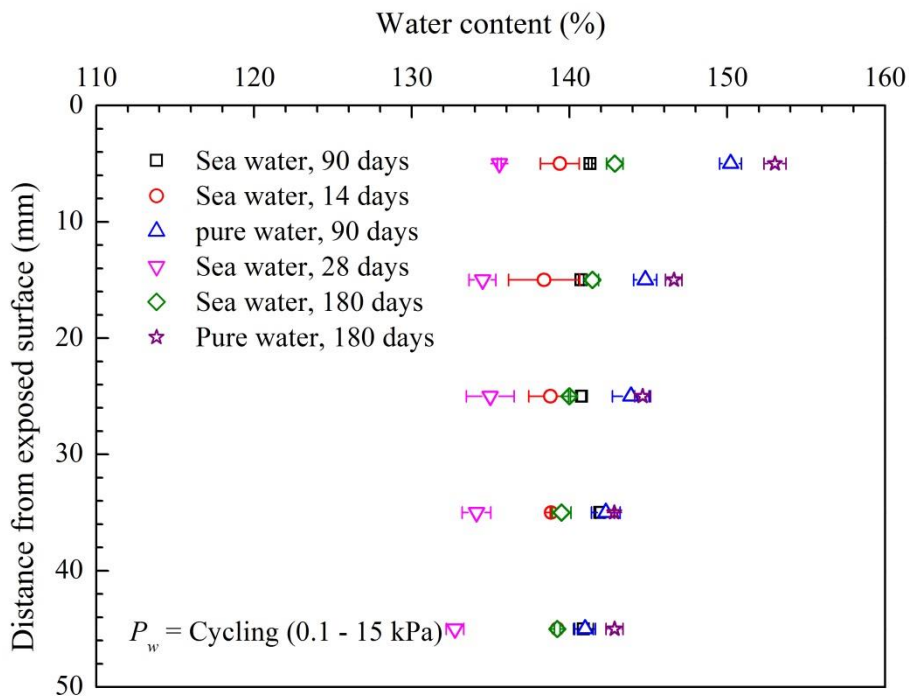 Water content (%)
110 120 130 140 150 160
0
10
20
30
40
50
Distance from exposed surface (mm)
Sea water, 90 days
Sea water, 14 days
pure water, 90 days
Sea water, 28 days
Sea water, 180 days
Pure water, 180 days
P_w = Cycling (0.1 - 15 kPa)